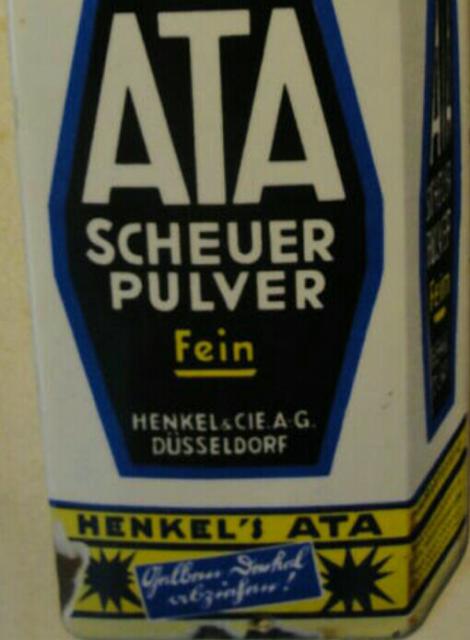 ATA
SCHEUER
PULVER
Fein
HENKEL & CIE. A-G.
DÜSSELDORF
HENKEL'S ATA
Gelben Deckel
abziehen!